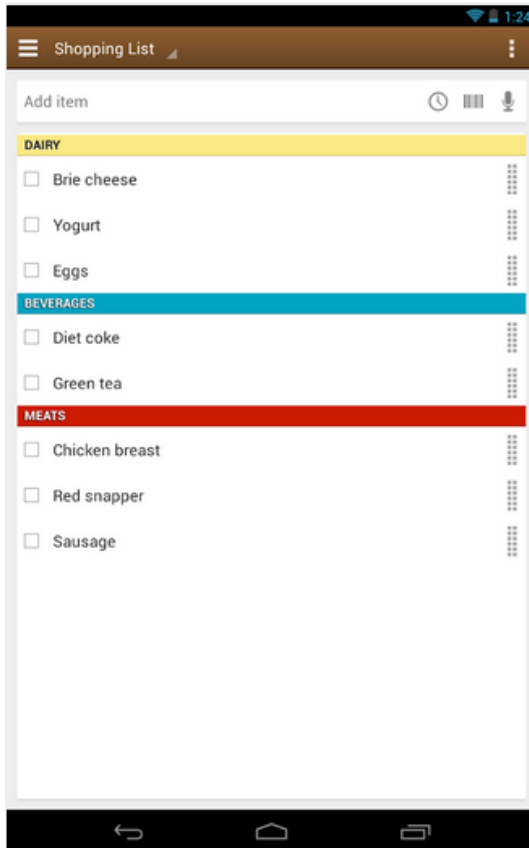 1:24
Shopping List
Add item
DAIRY
Brie cheese
Yogurt
Eggs
BEVERAGES
Diet coke
Green tea
MEATS
Chicken breast
Red snapper
Sausage